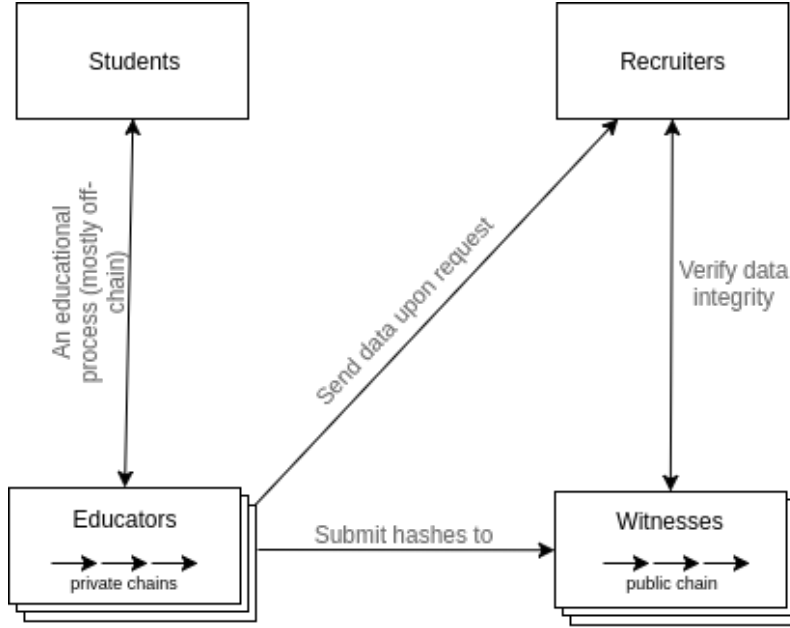 Students
Recruiters
An educational
process (mostly off-
chain)
Send data upon request
Verify data
integrity
Educators
private chains
Submit hashes to
Witnesses
public chain